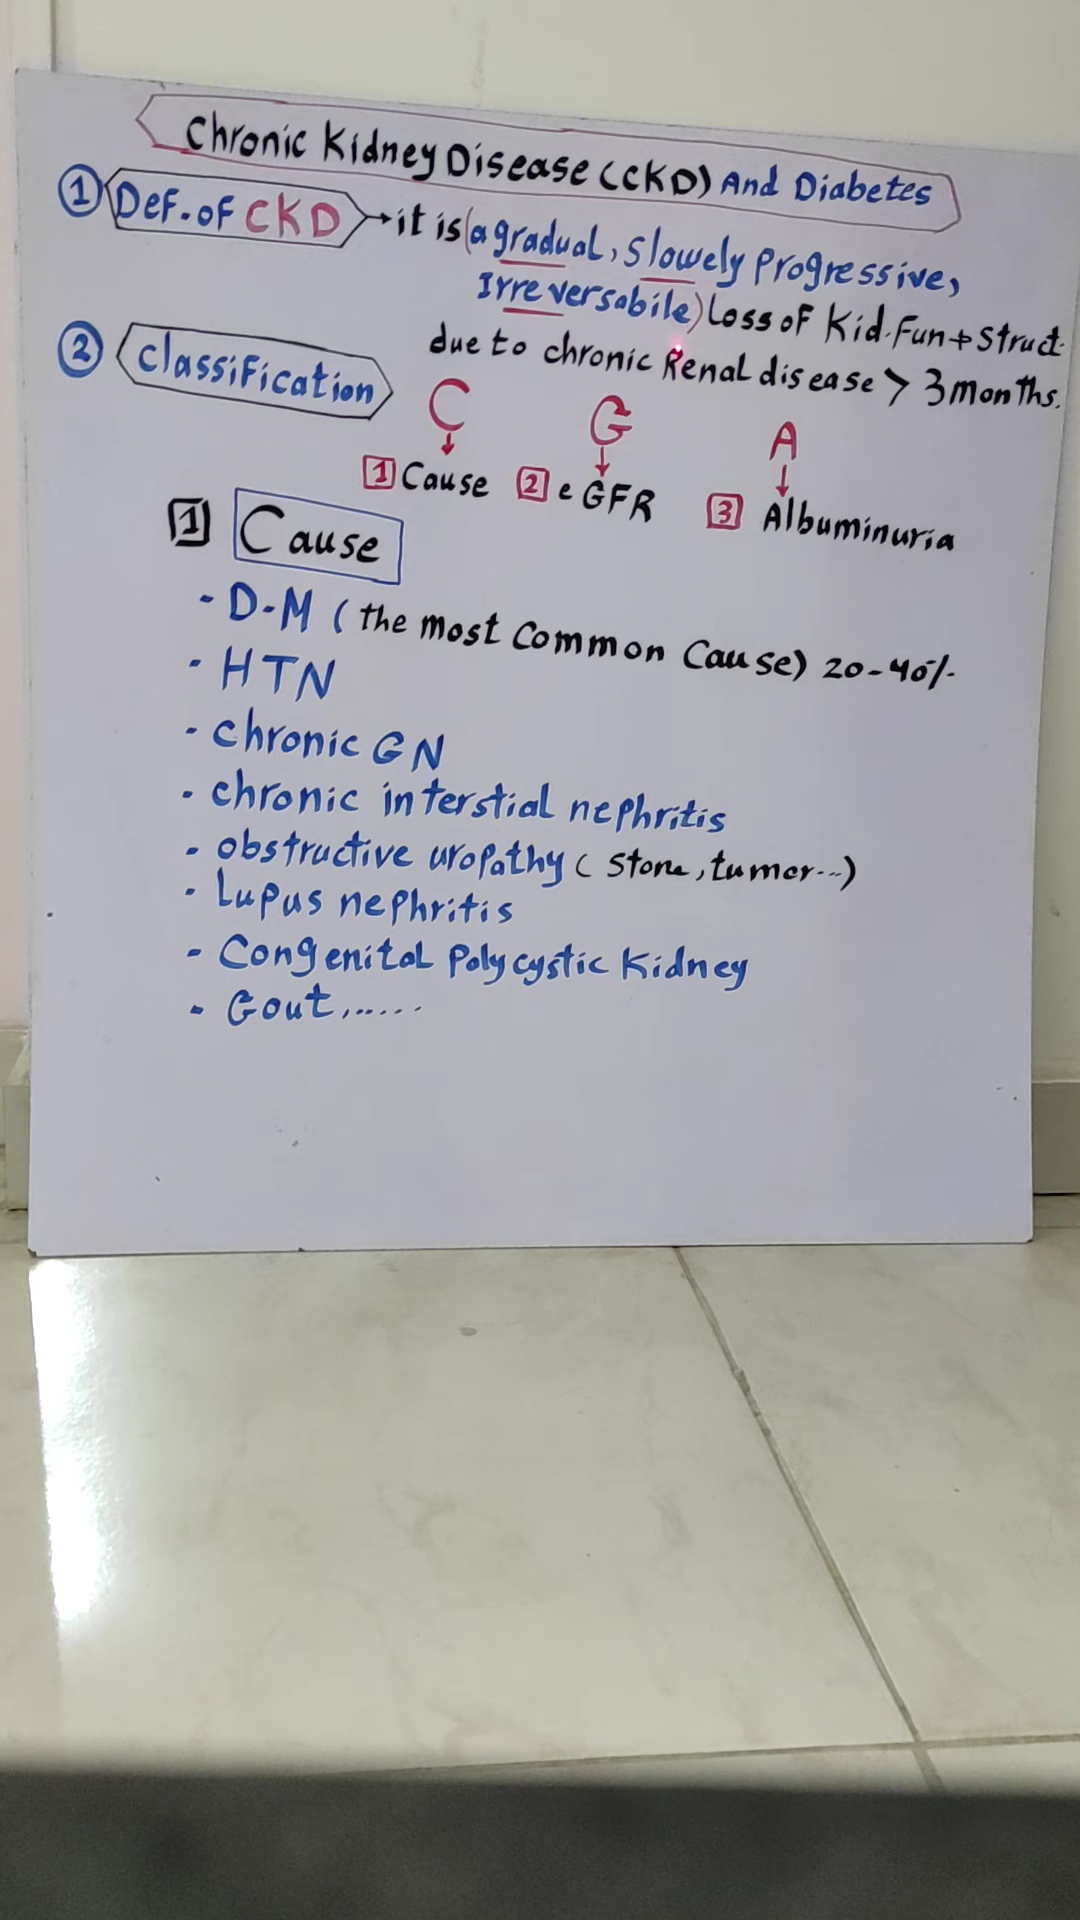 Chronic Kidney Disease (CKD) And Diabetes
1 Def. of CKD → it is (a gradual, Slowely Progressive,
Irreversabile) Loss of Kid. Fun + Struct.
due to chronic Renal disease > 3 months.
2 Classification
C G A
1 Cause 2 eGFR 3 Albuminuria
1 Cause
- D-M (the most Common Cause) 20-40%
- HTN
- chronic GN
- chronic interstial nephritis
- obstructive uropathy (stone, tumor...)
- Lupus nephritis
- Congenital Polycystic Kidney
- Gout,......